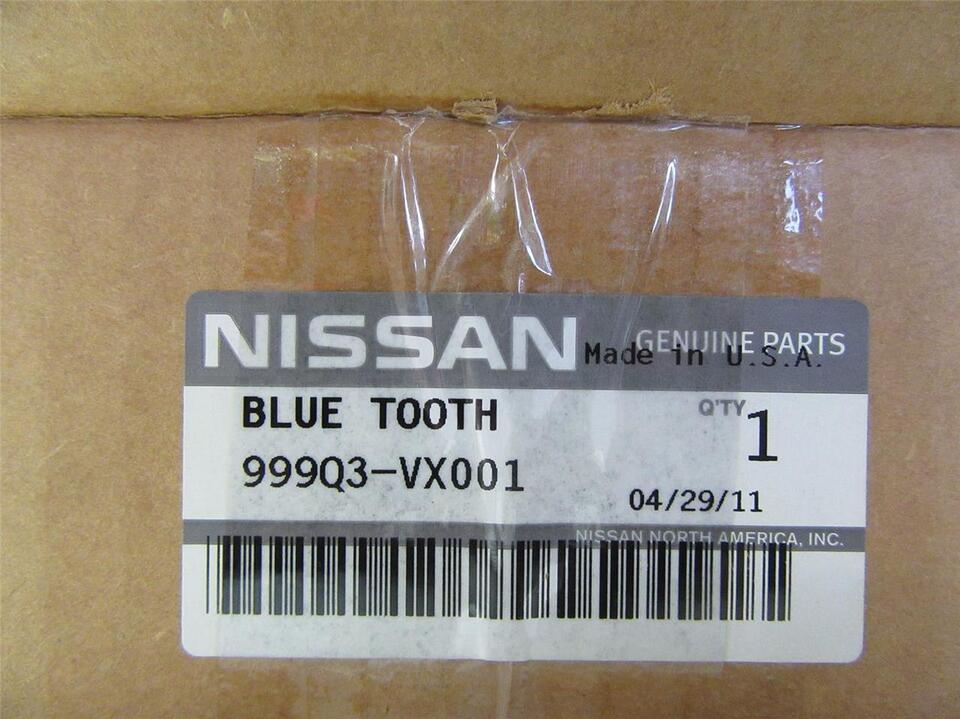 NISSAN GENUINE PARTS
Made in U.S.A.
BLUE TOOTH Q'TY 1
999Q3-VX001
04/29/11
NISSAN NORTH AMERICA, INC.